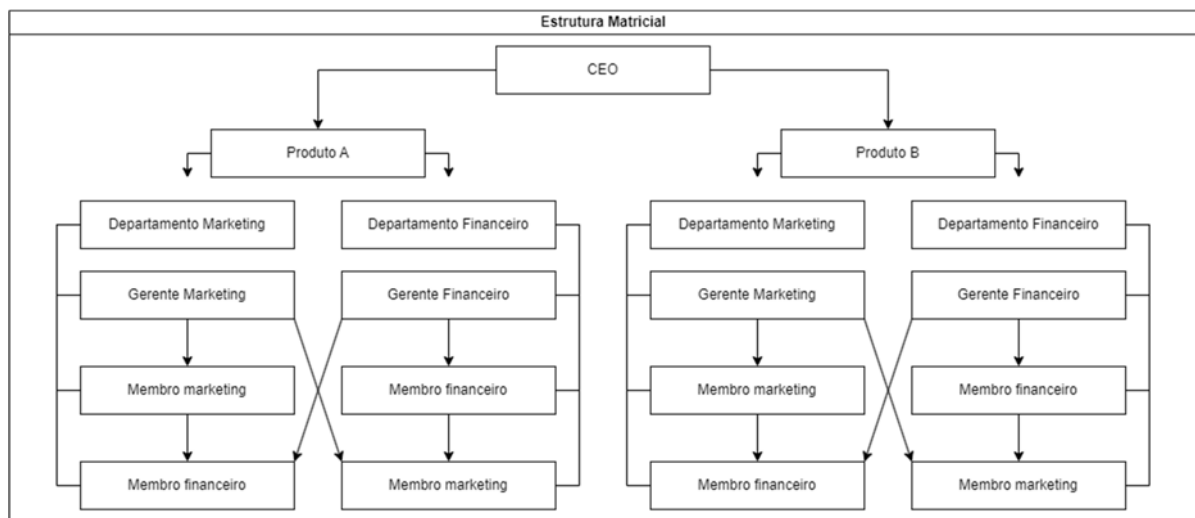 Estrutura Matricial
CEO
Produto A
Produto B
Departamento Marketing
Departamento Financeiro
Departamento Marketing
Departamento Financeiro
Gerente Marketing
Gerente Financeiro
Gerente Marketing
Gerente Financeiro
Membro marketing
Membro financeiro
Membro marketing
Membro financeiro
Membro financeiro
Membro marketing
Membro financeiro
Membro marketing